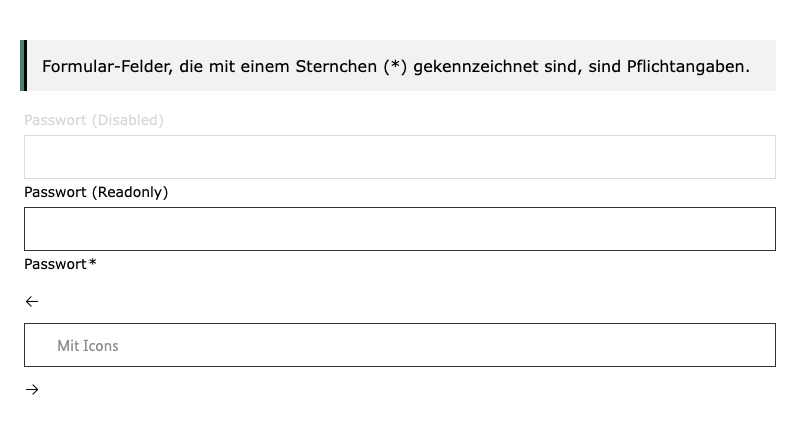 Formular-Felder, die mit einem Sternchen (*) gekennzeichnet sind, sind Pflichtangaben.
Passwort (Disabled)
Passwort (Readonly)
Passwort*
←
Mit Icons
→